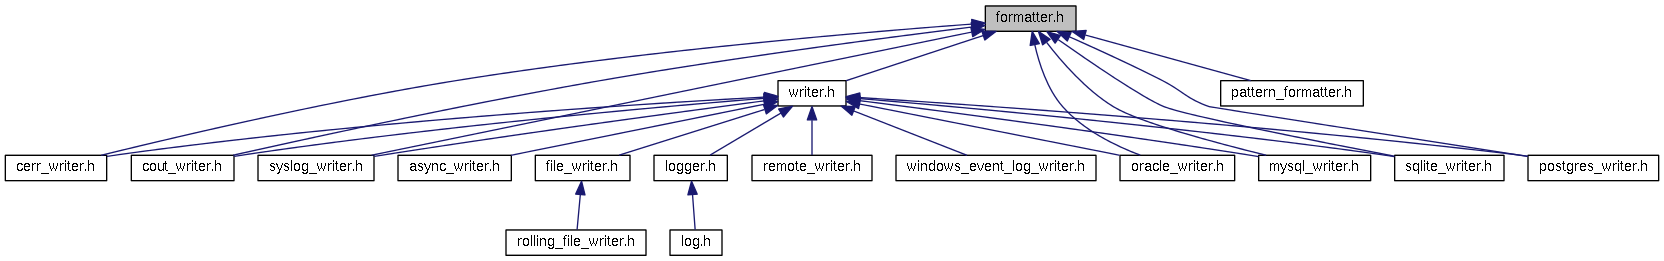 formatter.h
writer.h
pattern_formatter.h
cerr_writer.h
cout_writer.h
syslog_writer.h
async_writer.h
file_writer.h
logger.h
remote_writer.h
windows_event_log_writer.h
oracle_writer.h
mysql_writer.h
sqlite_writer.h
postgres_writer.h
rolling_file_writer.h
log.h